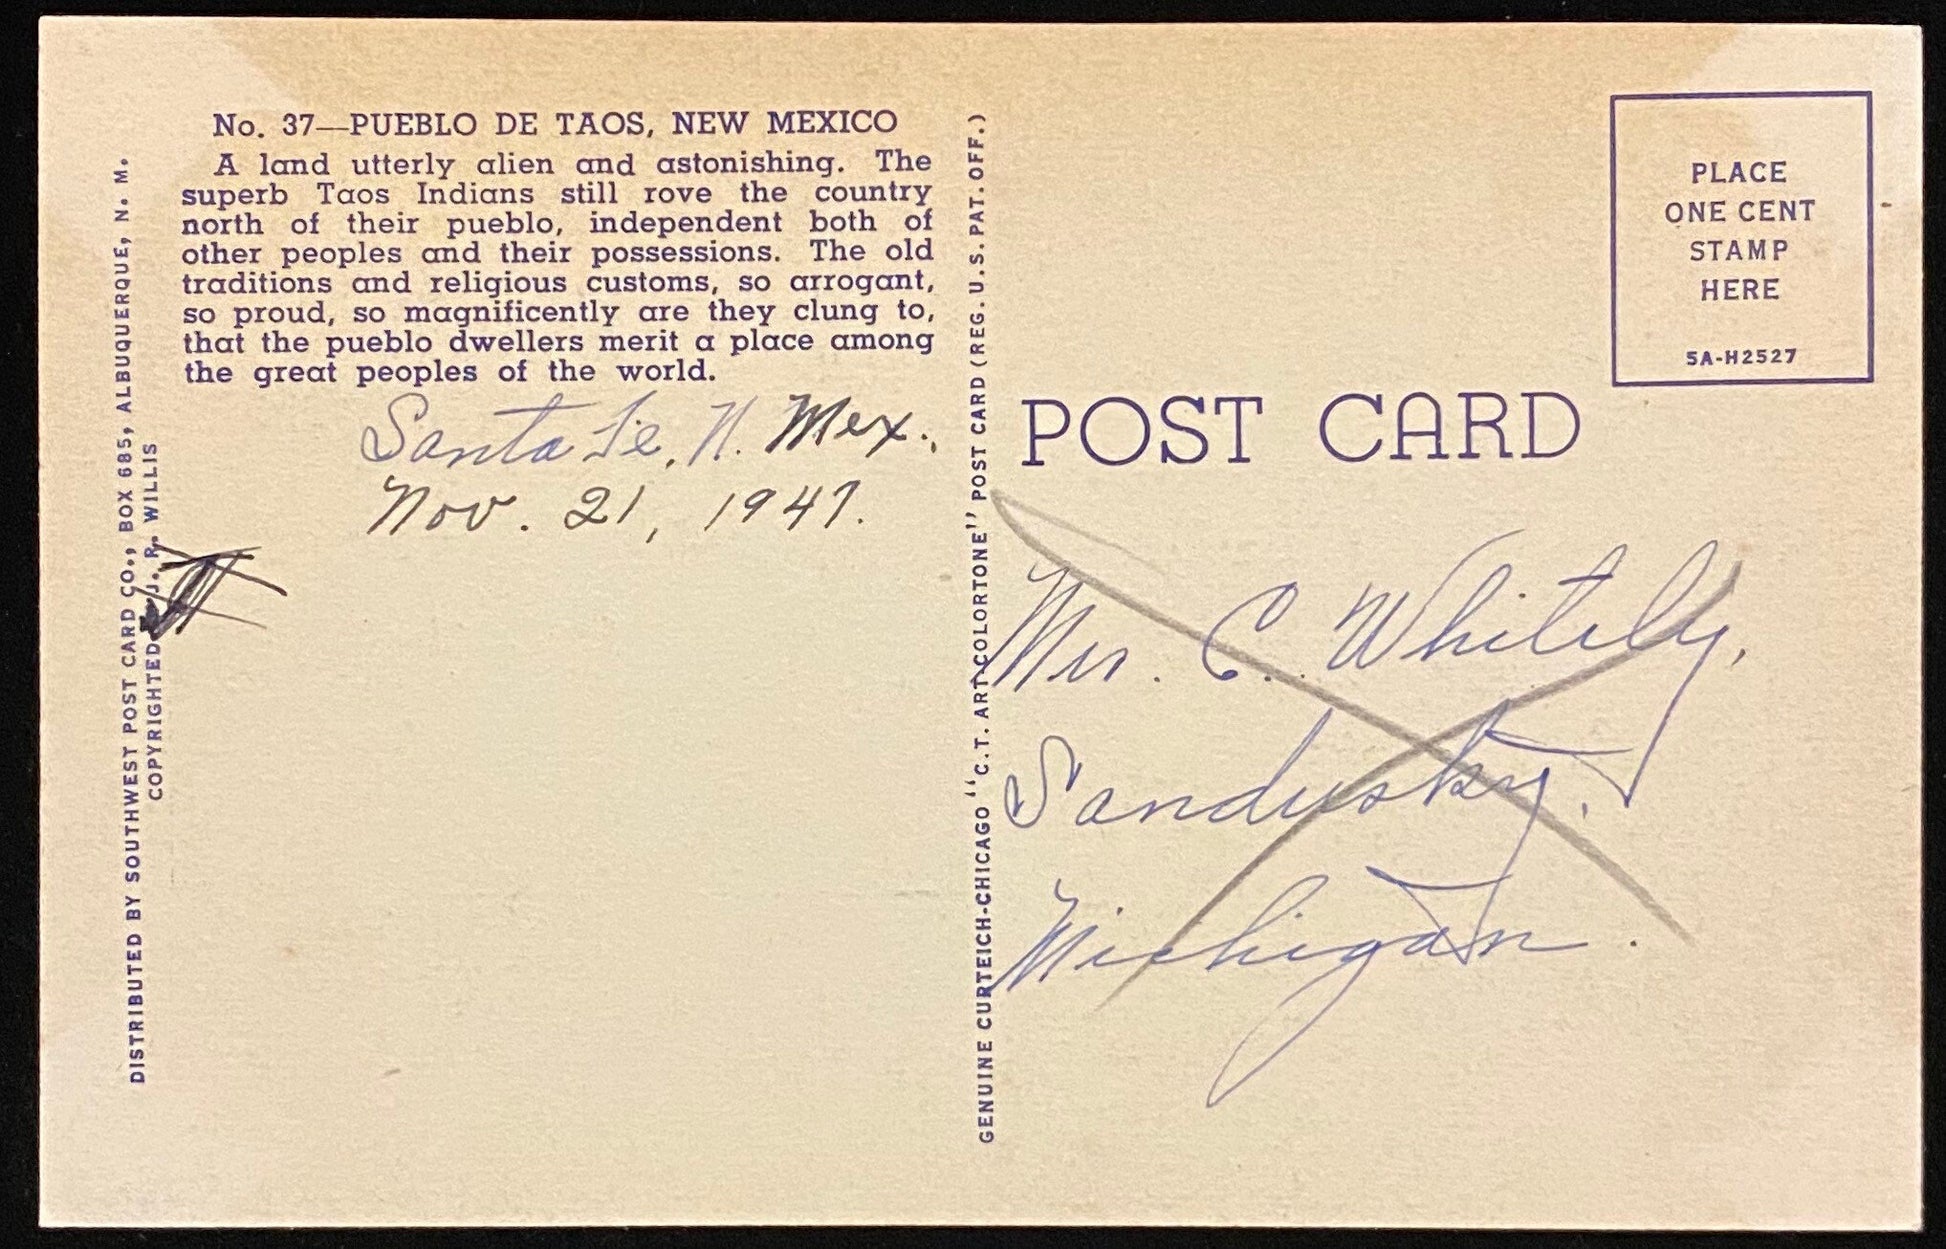 No. 37—PUEBLO DE TAOS, NEW MEXICO
A land utterly alien and astonishing. The
superb Taos Indians still rove the country
north of their pueblo, independent both of
other peoples and their possessions. The old
traditions and religious customs, so arrogant,
so proud, so magnificently are they clung to,
that the pueblo dwellers merit a place among
the great peoples of the world.
Santa Fe, N. Mex.,
Nov. 21, 1947.
DISTRIBUTED BY SOUTHWEST POST CARD CO., BOX 685, ALBUQUERQUE, N. M.
COPYRIGHTED J. R. WILLIS
GENUINE CURTEICH-CHICAGO "C.T. ART-COLORTONE" POST CARD (REG. U.S. PAT. OFF.)
PLACE
ONE CENT
STAMP
HERE
5A-H2527
POST CARD
Mrs. C. Whitely,
Sandusky,
Michigan.